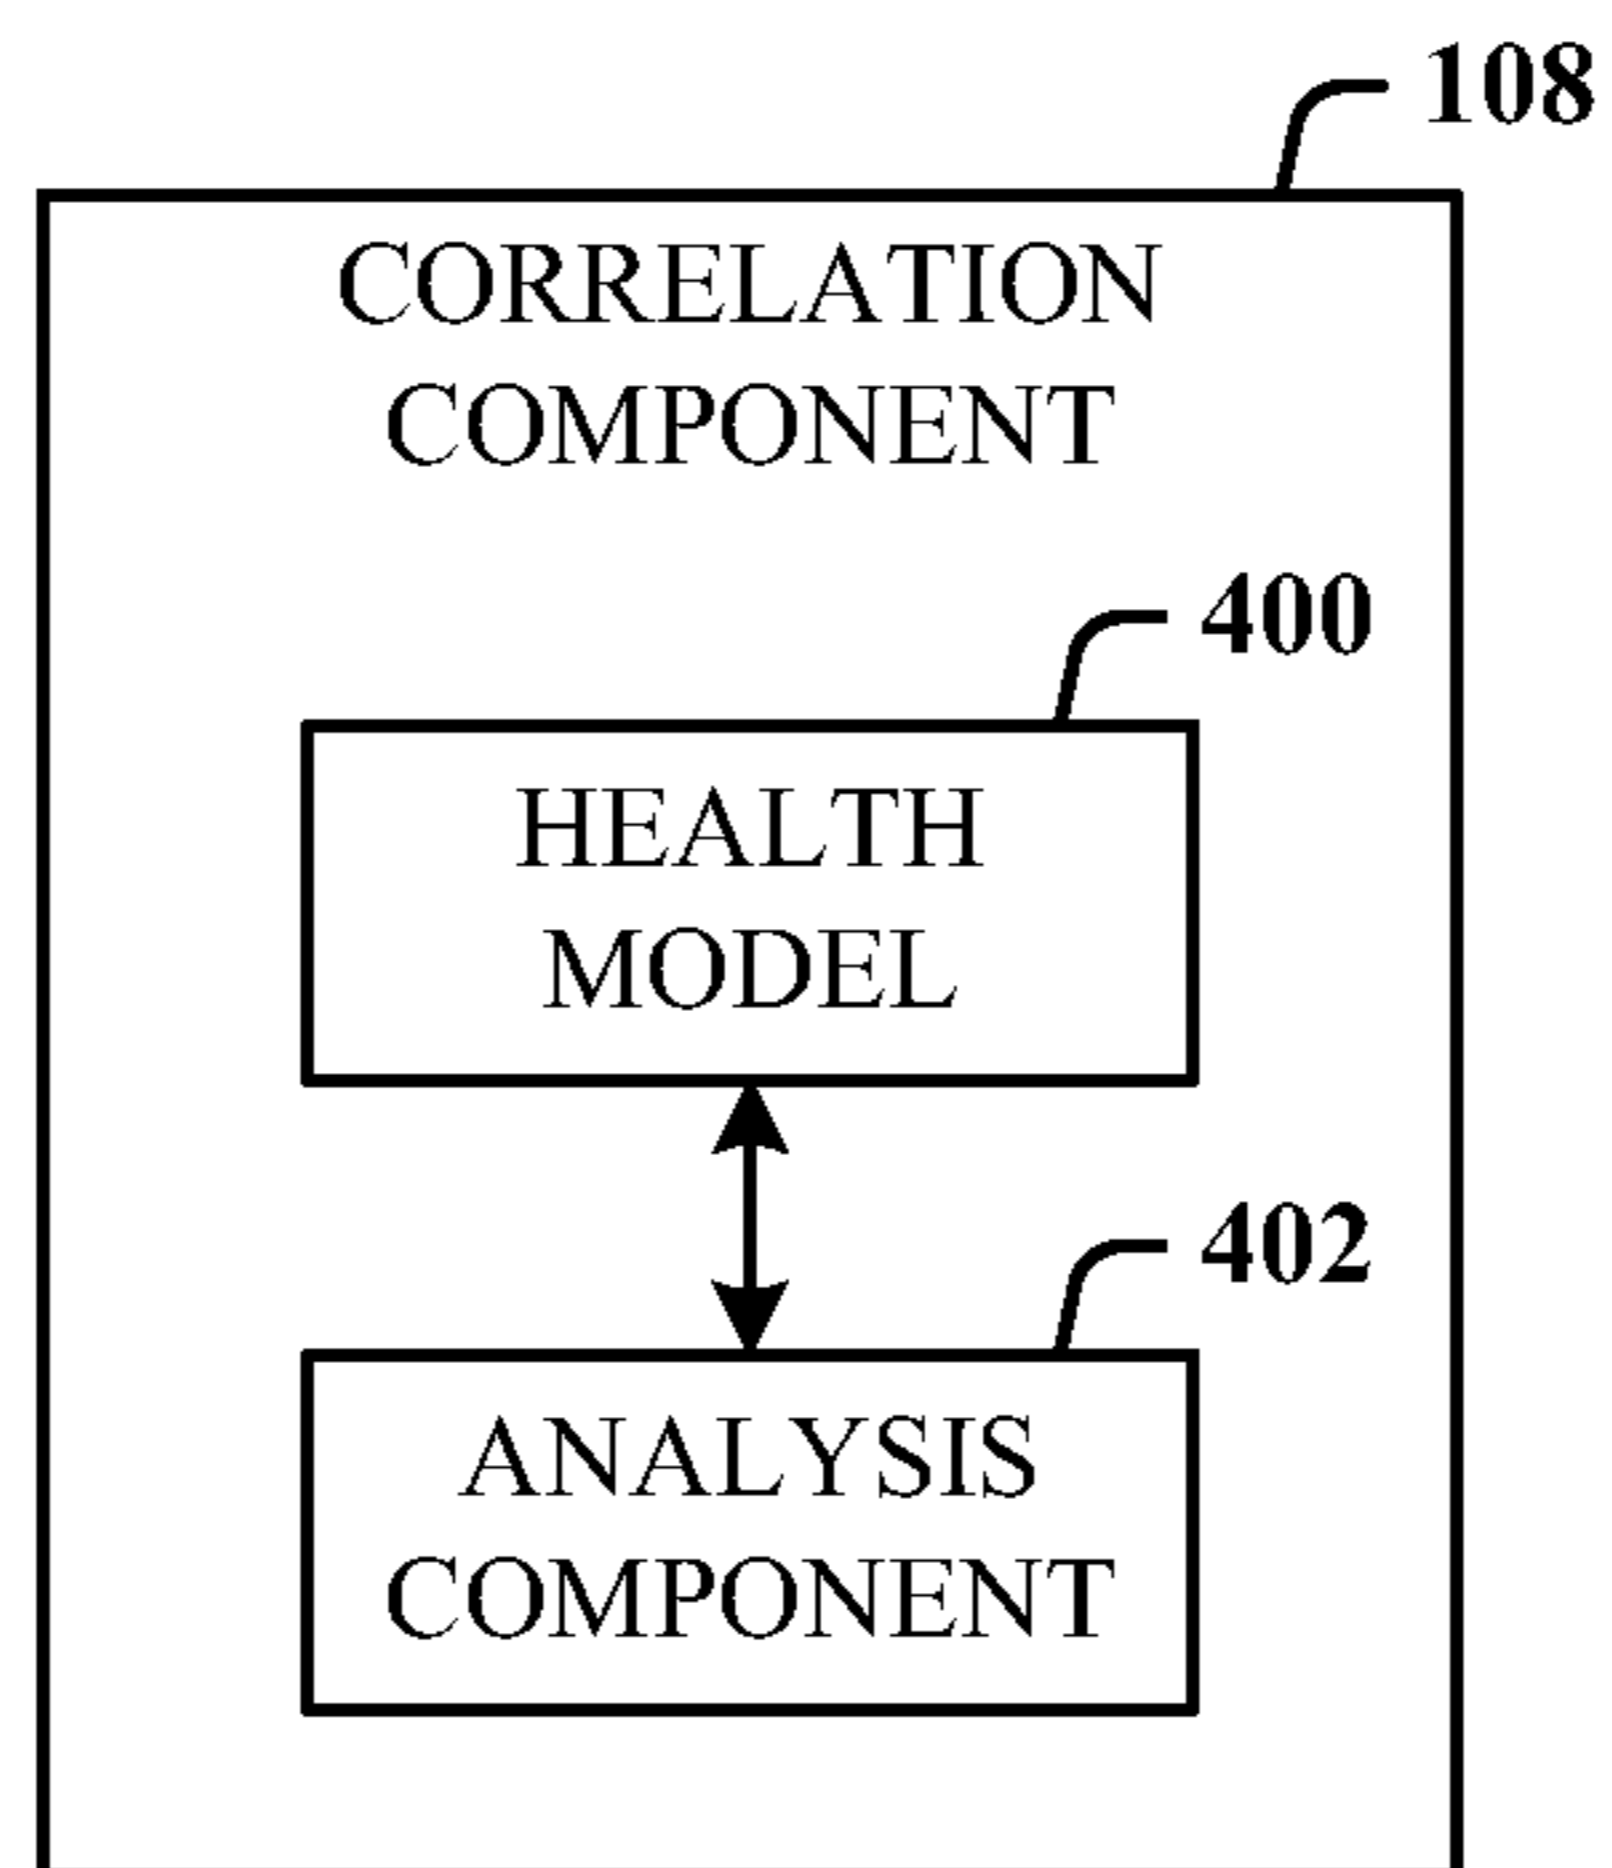 108
CORRELATION
COMPONENT
400
HEALTH
MODEL
402
ANALYSIS
COMPONENT